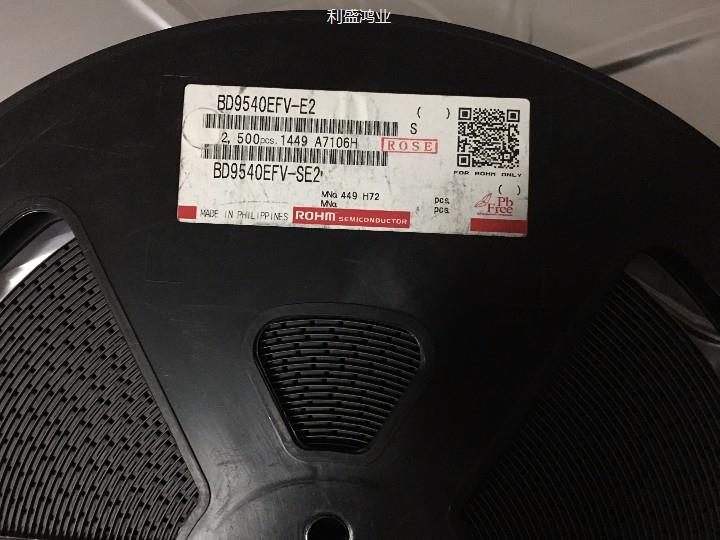 利盛鸿业
BD9540EFV-E2 ( )
S
2,500pcs. 1449 A7106H ROSE
BD9540EFV-SE2
FOR ROHM ONLY
MNo. 449 H72 pcs. ( )
MNo. pcs.
Pb Free
MADE IN PHILIPPINES ROHM SEMICONDUCTOR